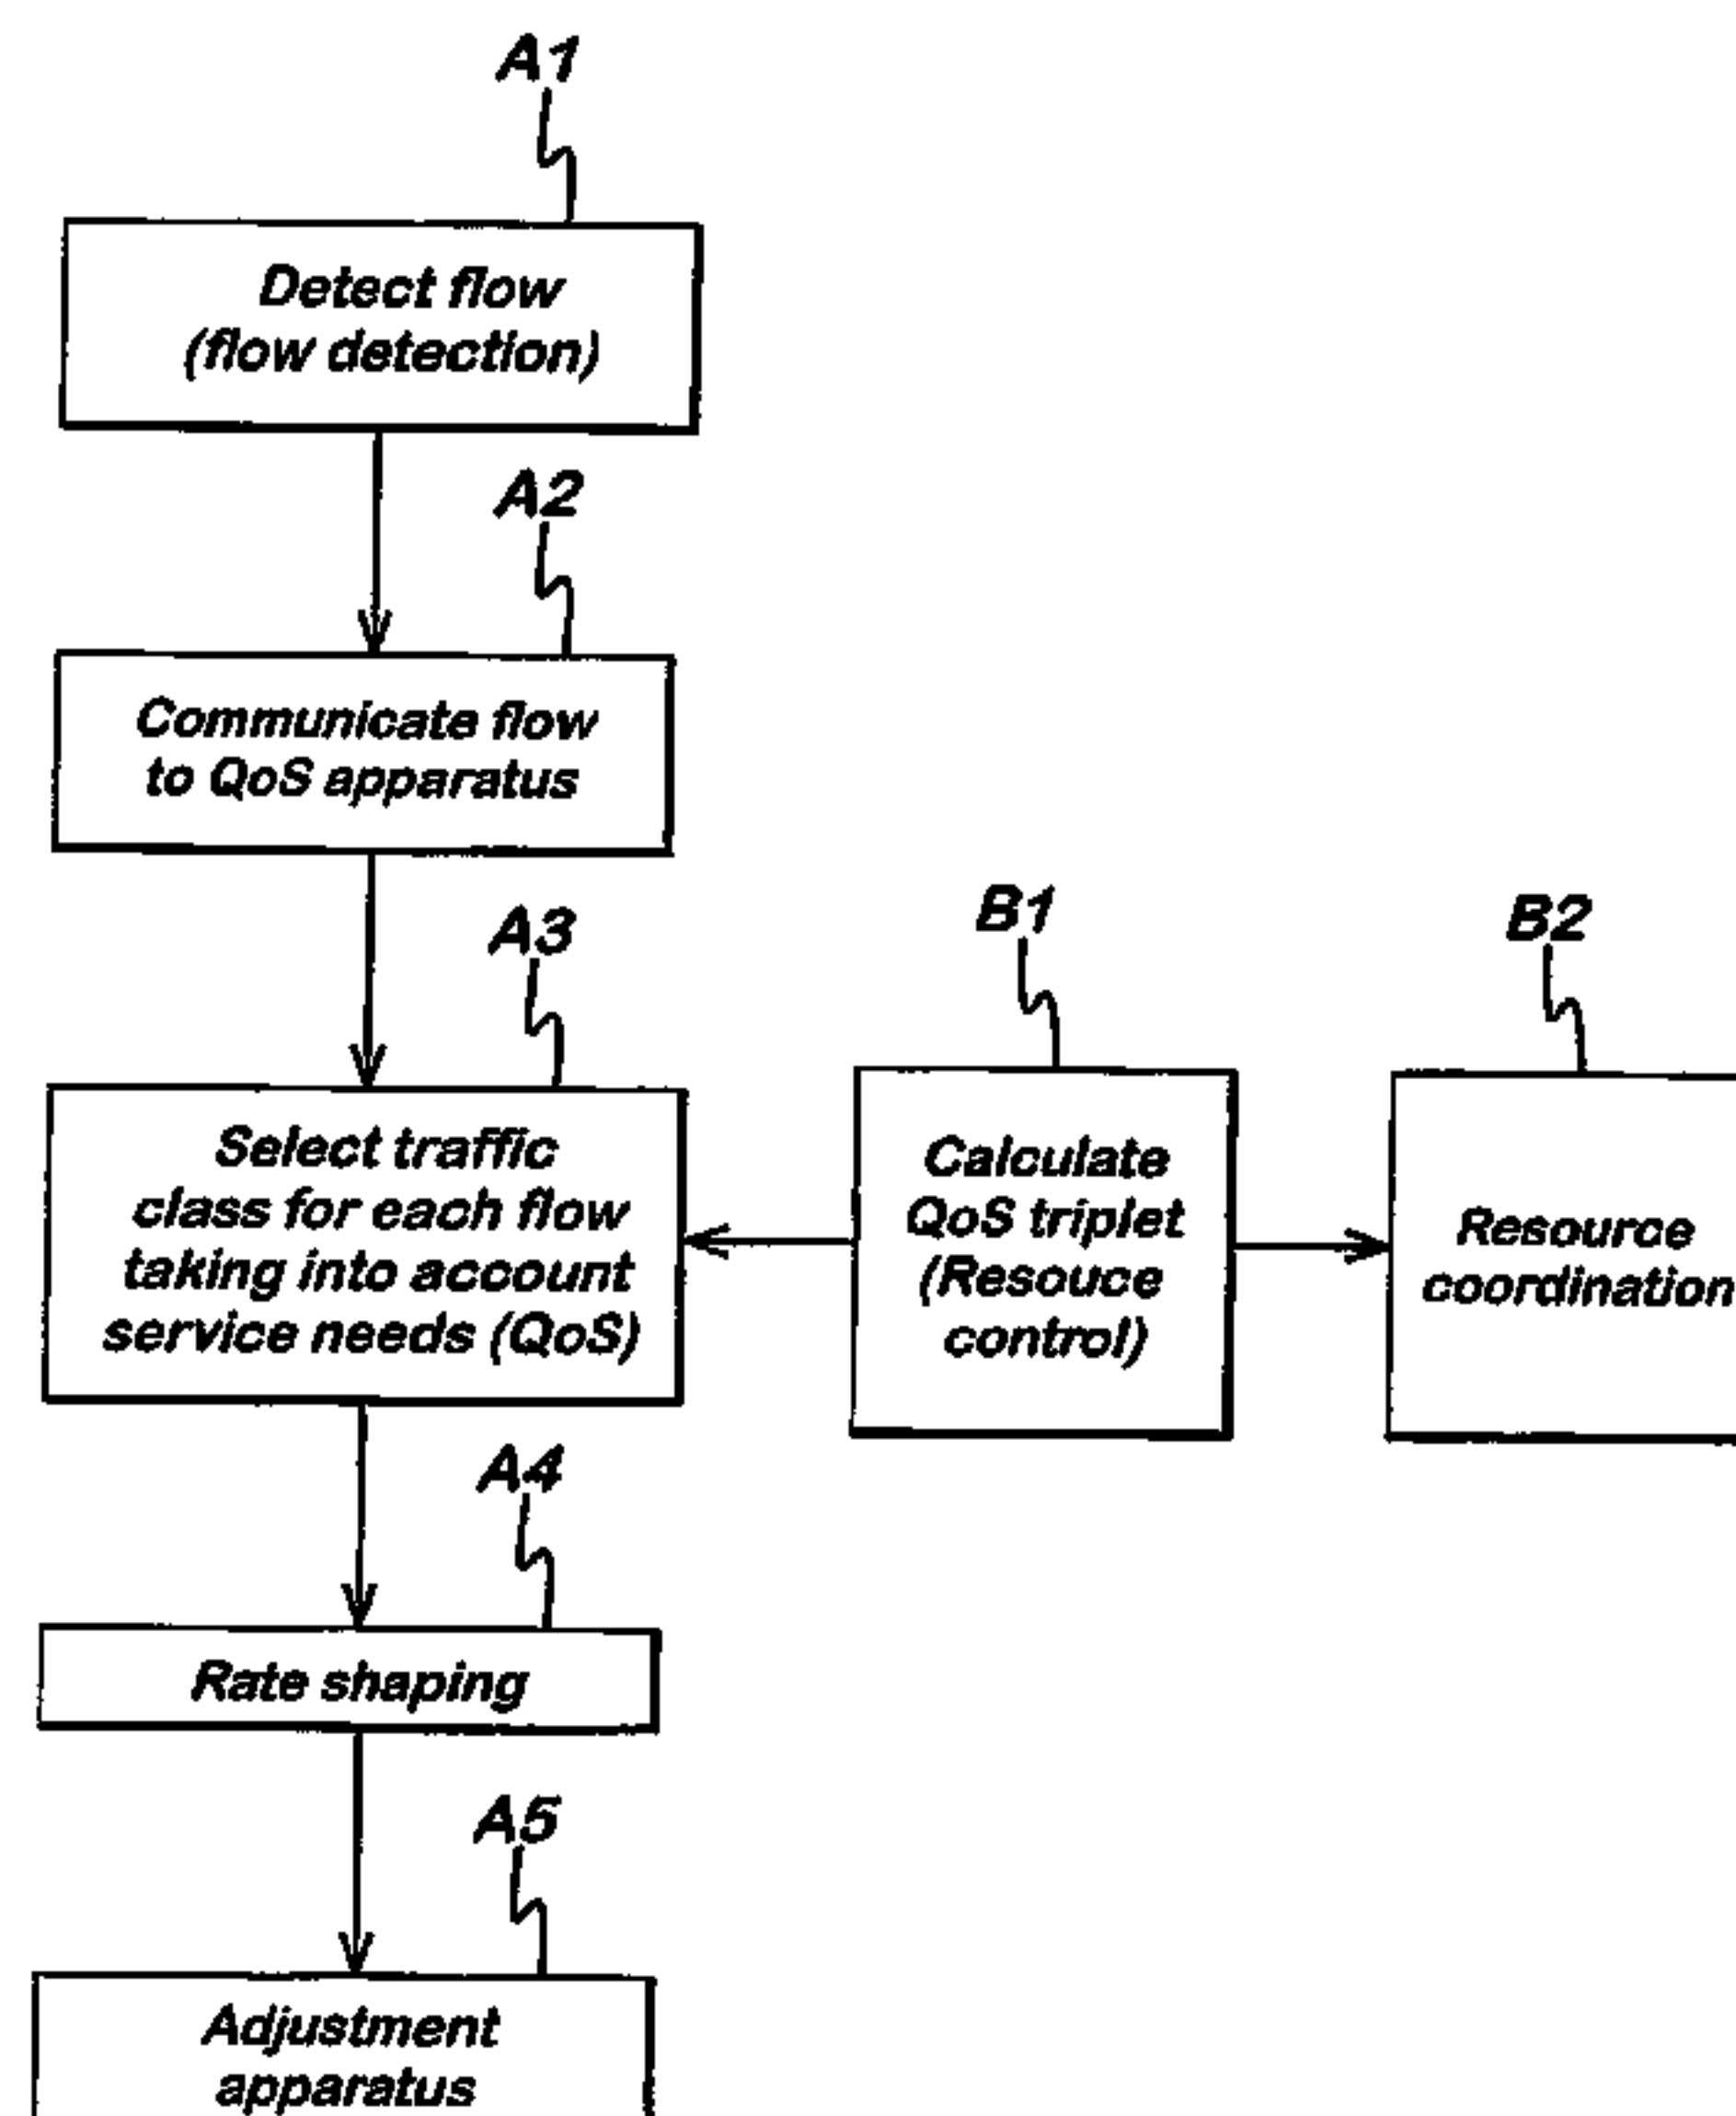 A1
Detect flow
(flow detection)
A2
Communicate flow
to QoS apparatus
A3
Select traffic
class for each flow
taking into account
service needs (QoS)
B1
Calculate
QoS triplet
(Resouce
control)
B2
Resource
coordination
A4
Rate shaping
A5
Adjustment
apparatus